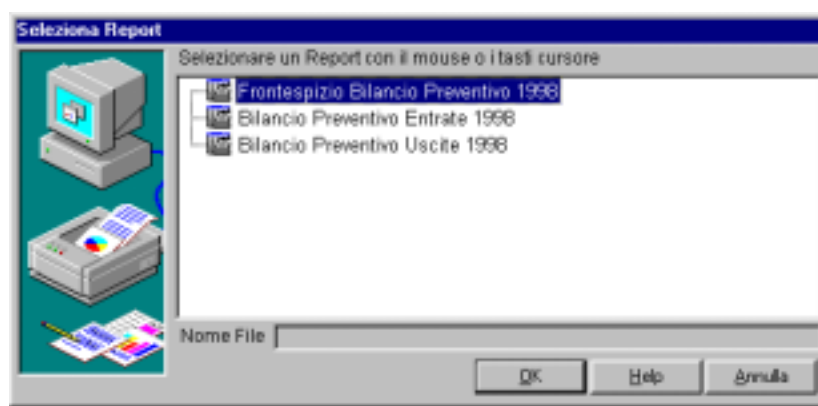 Seleziona Report
Selezionare un Report con il mouse o i tasti cursore
Frontespizio Bilancio Preventivo 1998
Bilancio Preventivo Entrate 1998
Bilancio Preventivo Uscite 1998
Nome File
OK
Help
Annulla